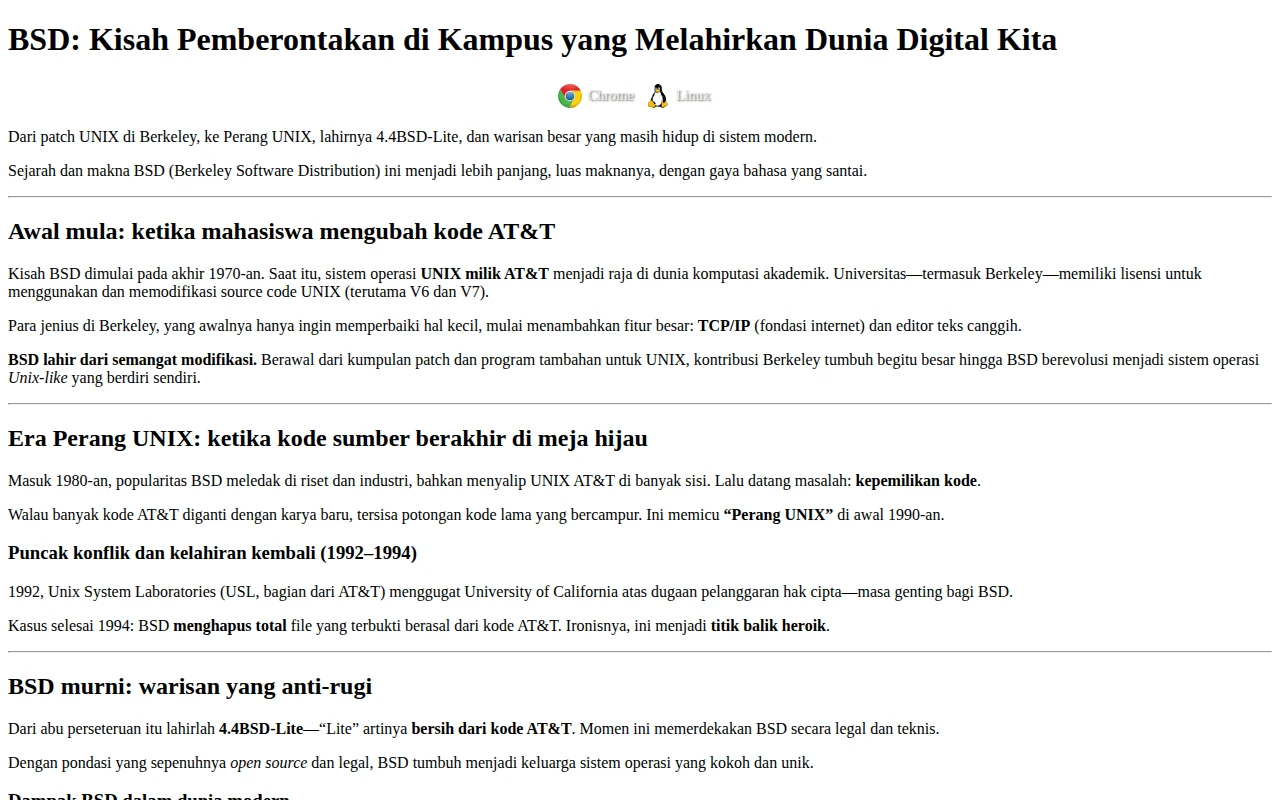 BSD: Kisah Pemberontakan di Kampus yang Melahirkan Dunia Digital Kita
Chrome Linux
Dari patch UNIX di Berkeley, ke Perang UNIX, lahirnya 4.4BSD-Lite, dan warisan besar yang masih hidup di sistem modern.
Sejarah dan makna BSD (Berkeley Software Distribution) ini menjadi lebih panjang, luas maknanya, dengan gaya bahasa yang santai.
Awal mula: ketika mahasiswa mengubah kode AT&T
Kisah BSD dimulai pada akhir 1970-an. Saat itu, sistem operasi UNIX milik AT&T menjadi raja di dunia komputasi akademik. Universitas—termasuk Berkeley—memiliki lisensi untuk
menggunakan dan memodifikasi source code UNIX (terutama V6 dan V7).
Para jenius di Berkeley, yang awalnya hanya ingin memperbaiki hal kecil, mulai menambahkan fitur besar: TCP/IP (fondasi internet) dan editor teks canggih.
BSD lahir dari semangat modifikasi. Berawal dari kumpulan patch dan program tambahan untuk UNIX, kontribusi Berkeley tumbuh begitu besar hingga BSD berevolusi menjadi sistem operasi
Unix-like yang berdiri sendiri.
Era Perang UNIX: ketika kode sumber berakhir di meja hijau
Masuk 1980-an, popularitas BSD meledak di riset dan industri, bahkan menyalip UNIX AT&T di banyak sisi. Lalu datang masalah: kepemilikan kode.
Walau banyak kode AT&T diganti dengan karya baru, tersisa potongan kode lama yang bercampur. Ini memicu “Perang UNIX” di awal 1990-an.
Puncak konflik dan kelahiran kembali (1992–1994)
1992, Unix System Laboratories (USL, bagian dari AT&T) menggugat University of California atas dugaan pelanggaran hak cipta—masa genting bagi BSD.
Kasus selesai 1994: BSD menghapus total file yang terbukti berasal dari kode AT&T. Ironisnya, ini menjadi titik balik heroik.
BSD murni: warisan yang anti-rugi
Dari abu perseteruan itu lahirlah 4.4BSD-Lite—“Lite” artinya bersih dari kode AT&T. Momen ini memerdekakan BSD secara legal dan teknis.
Dengan pondasi yang sepenuhnya open source dan legal, BSD tumbuh menjadi keluarga sistem operasi yang kokoh dan unik.
Dampak BSD dalam dunia modern